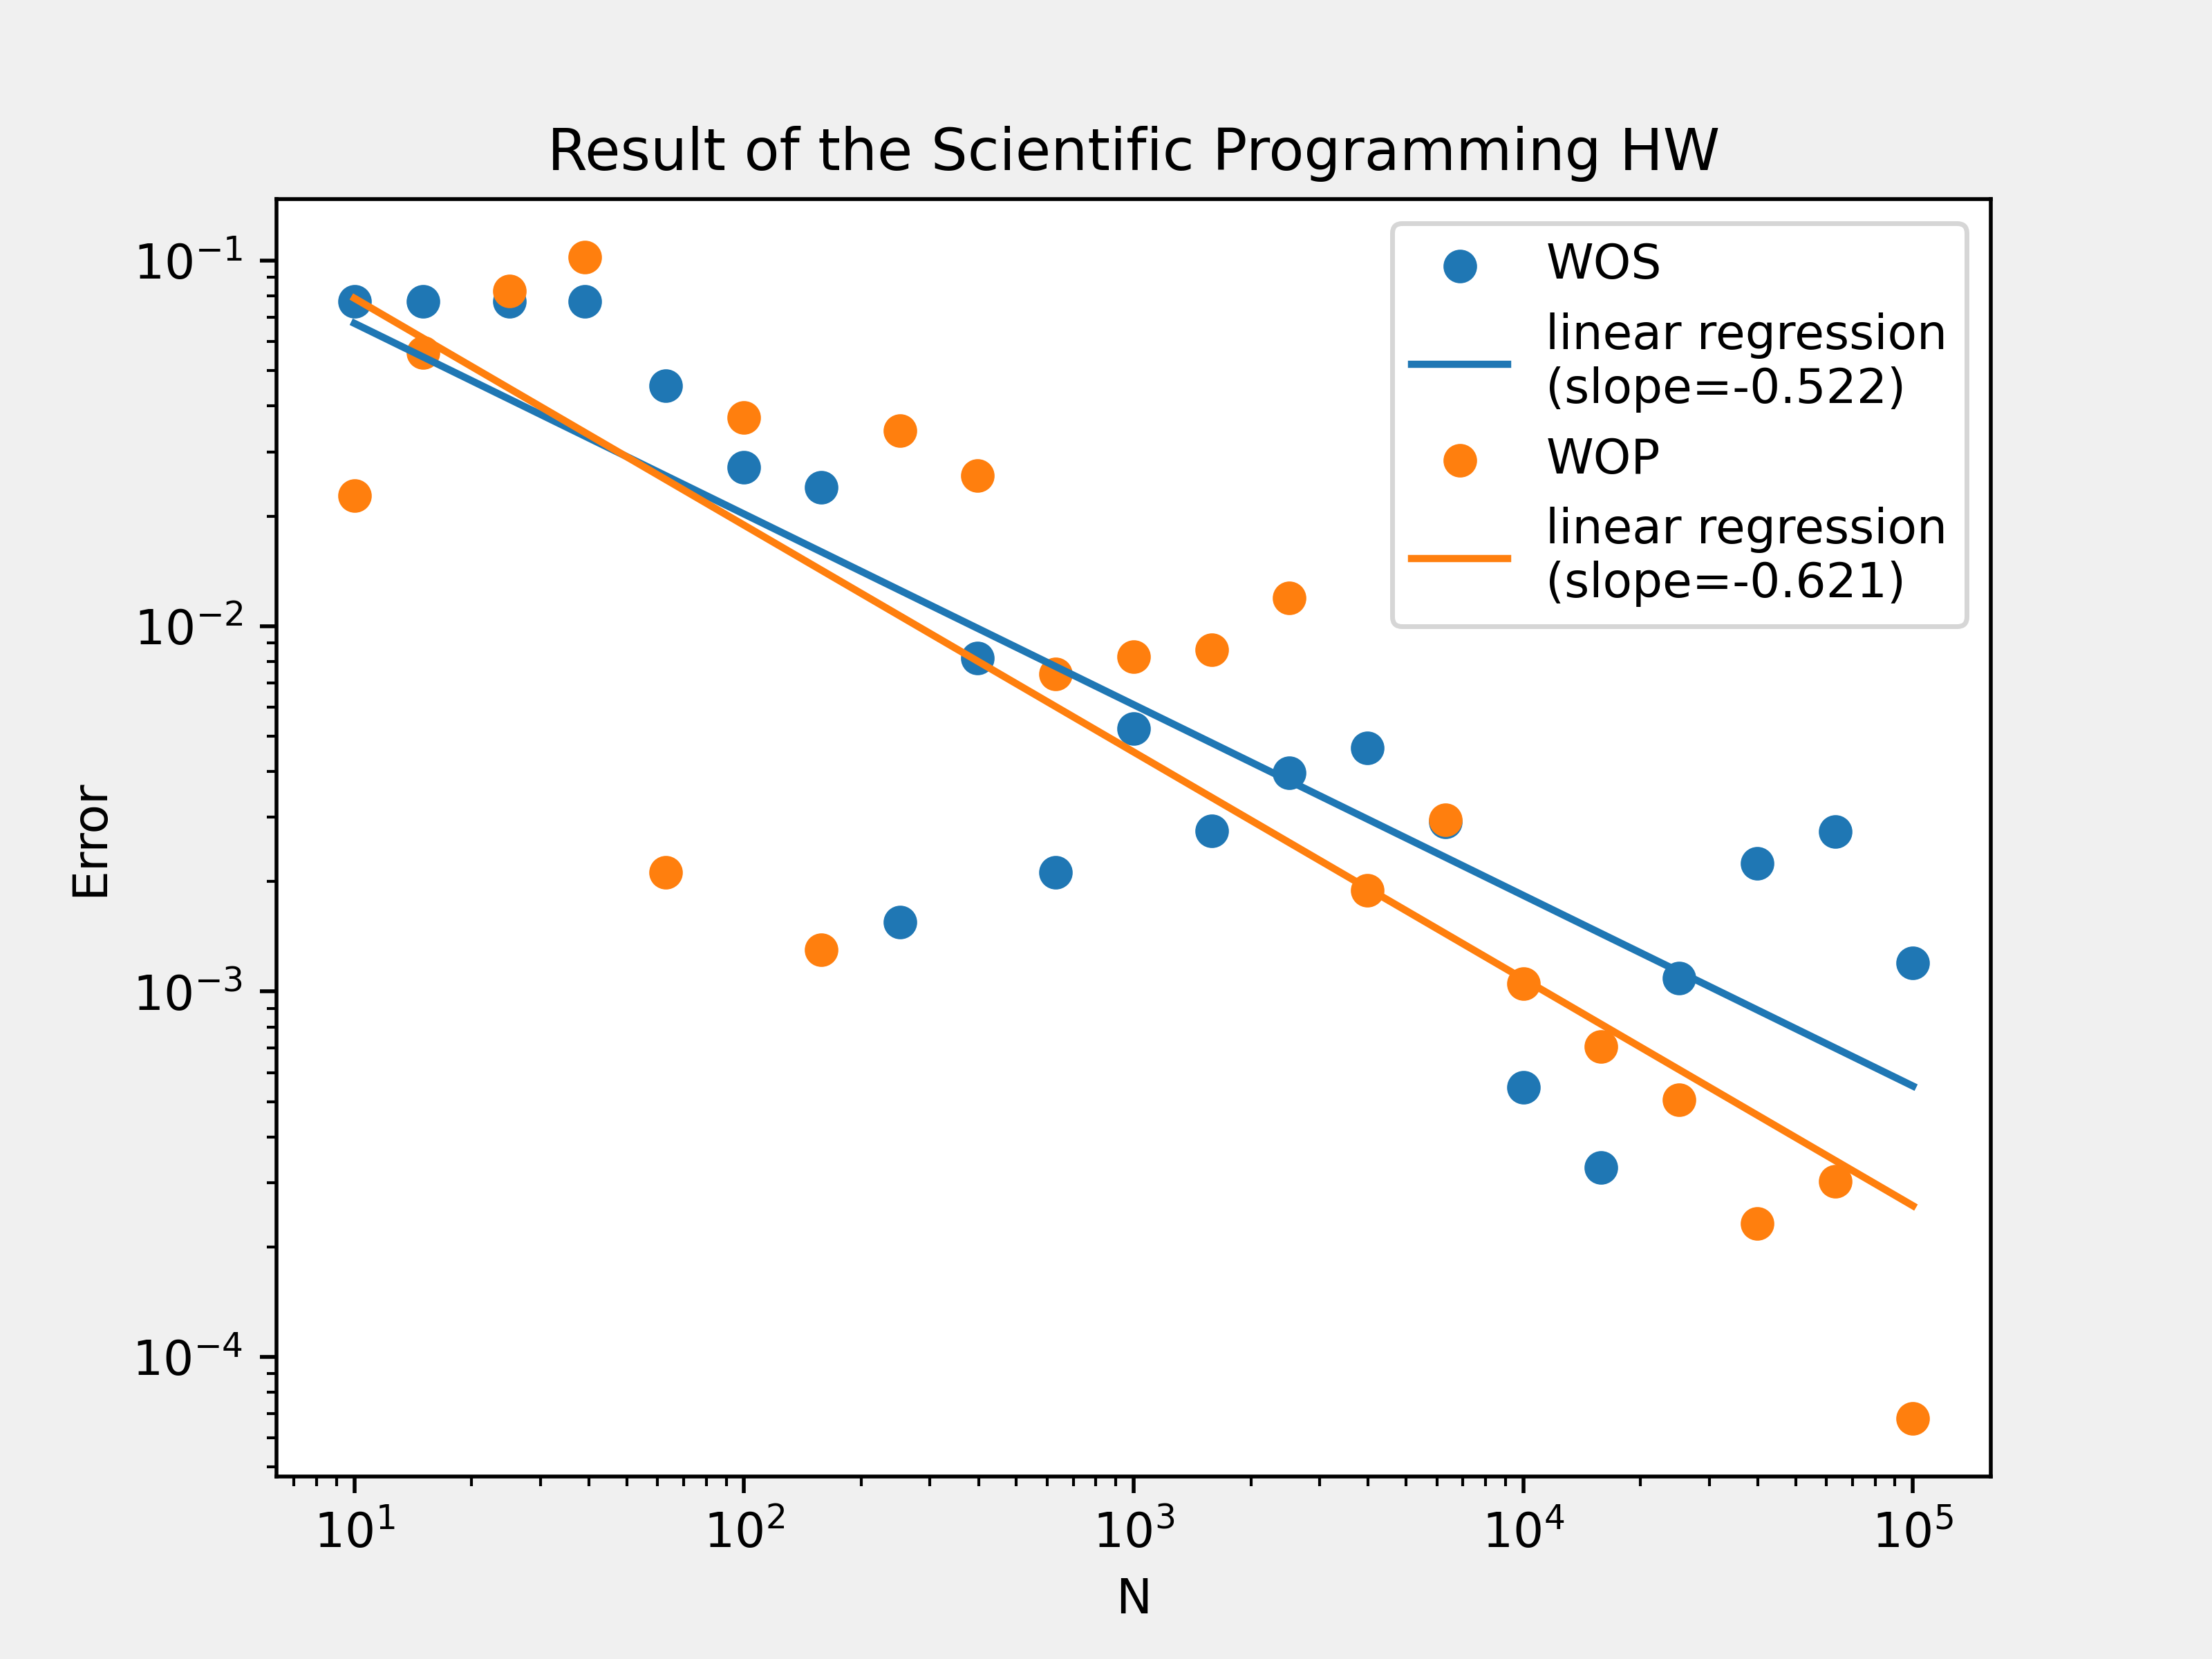 Result of the Scientific Programming HW
WOS
linear regression
(slope=-0.522)
WOP
linear regression
(slope=-0.621)
10⁻¹
10⁻²
10⁻³
10⁻⁴
Error
10¹ 10² 10³ 10⁴ 10⁵
N